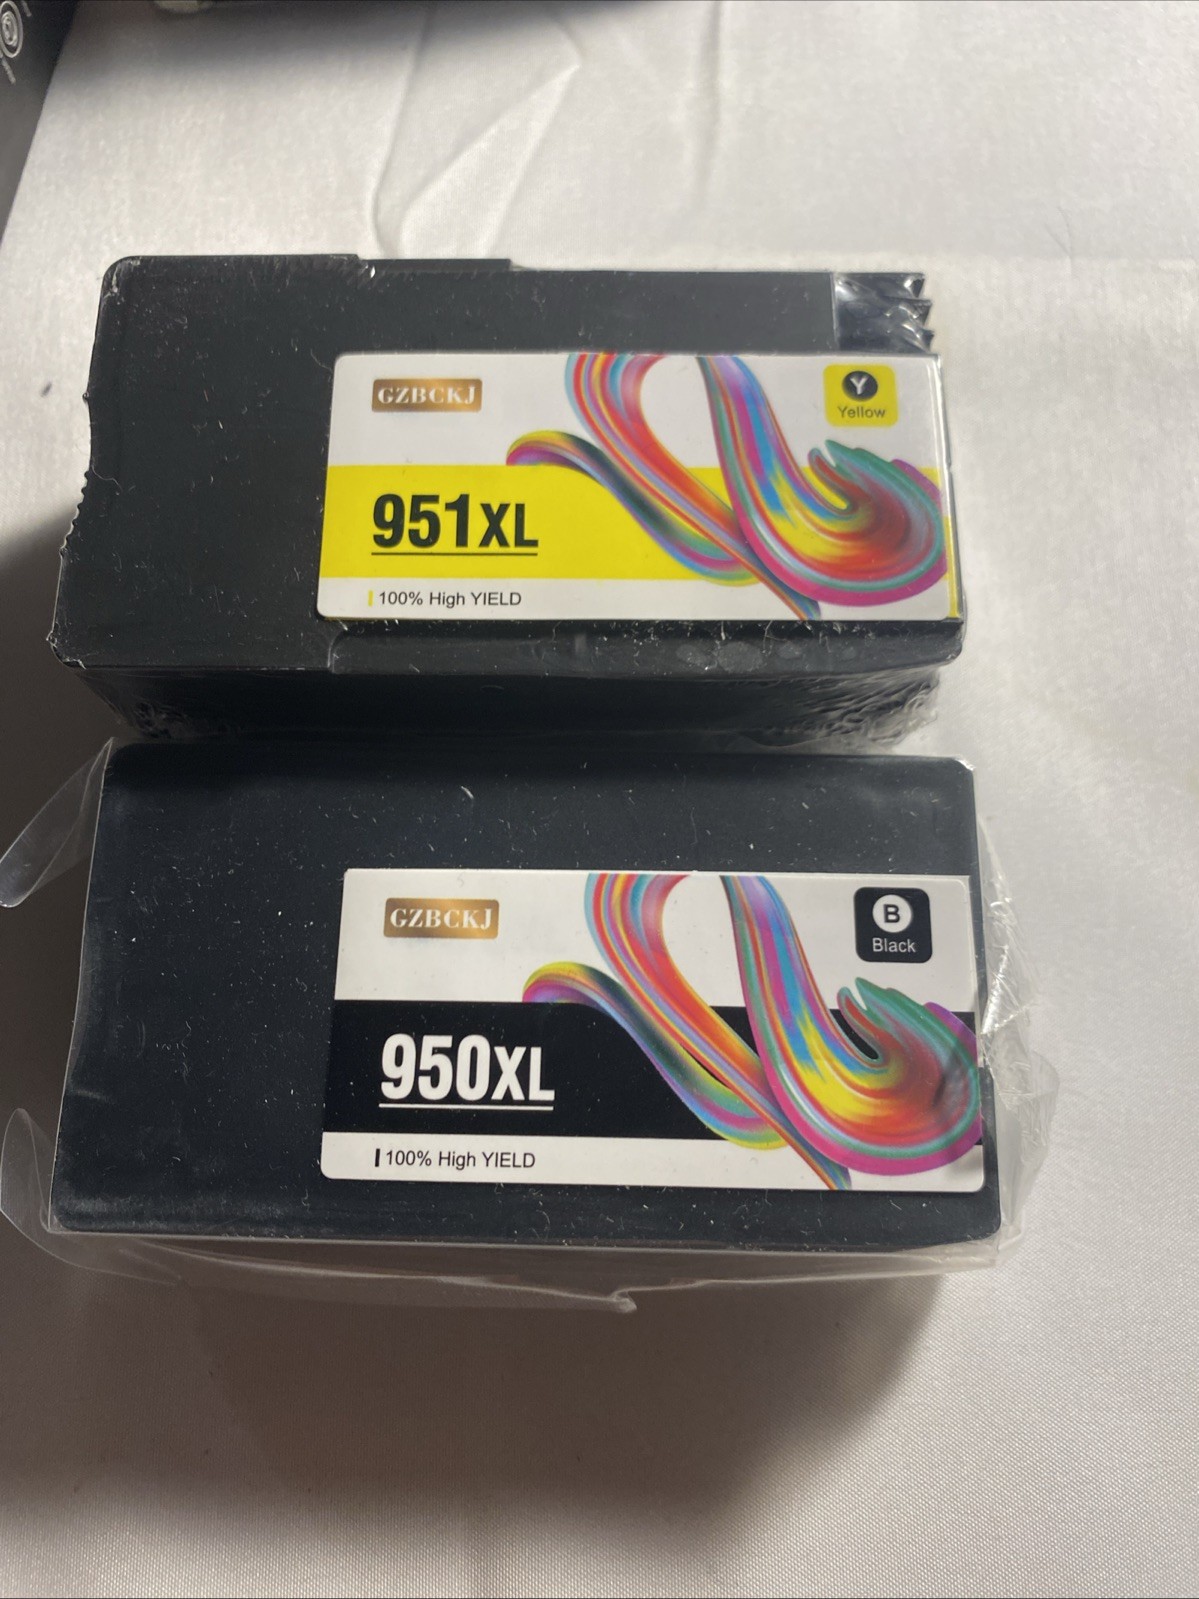 GZBCKJ
Y
Yellow
951XL
100% High YIELD
GZBCKJ
B
Black
950XL
100% High YIELD